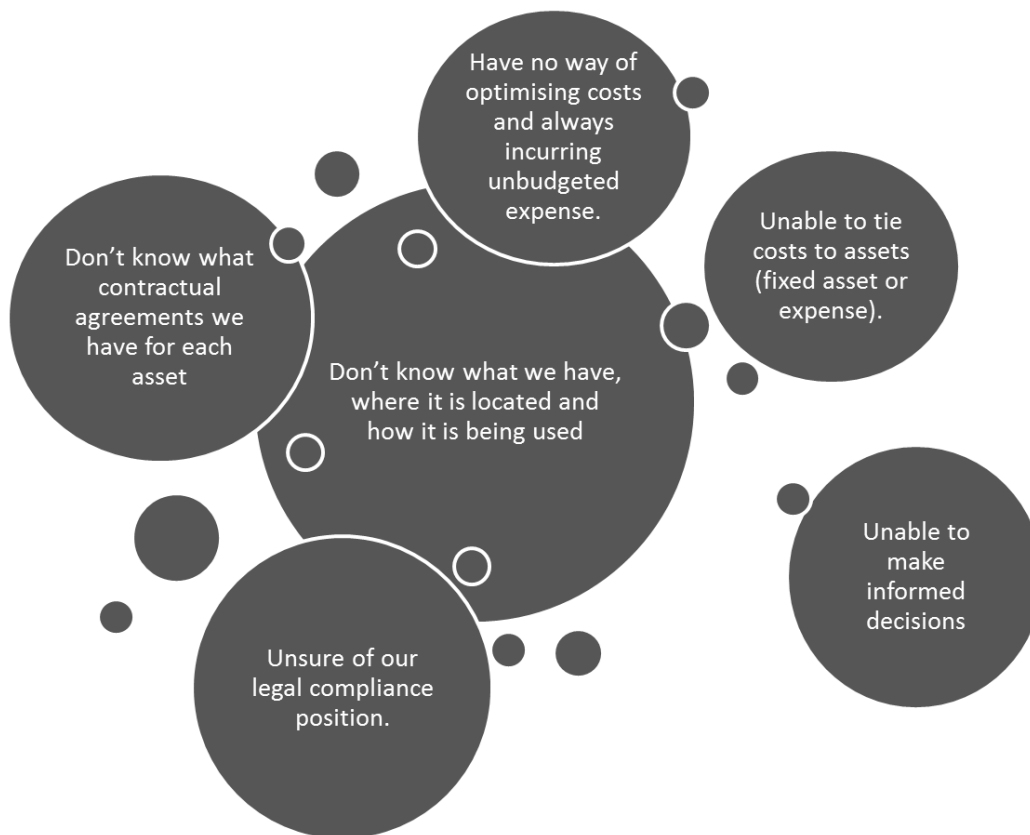 Have no way of
optimising costs
and always
incurring
unbudgeted
expense.
Unable to tie
costs to assets
(fixed asset or
expense).
Don’t know what
contractual
agreements we
have for each
asset
Don’t know what we have,
where it is located and
how it is being used
Unable to
make
informed
decisions
Unsure of our
legal compliance
position.